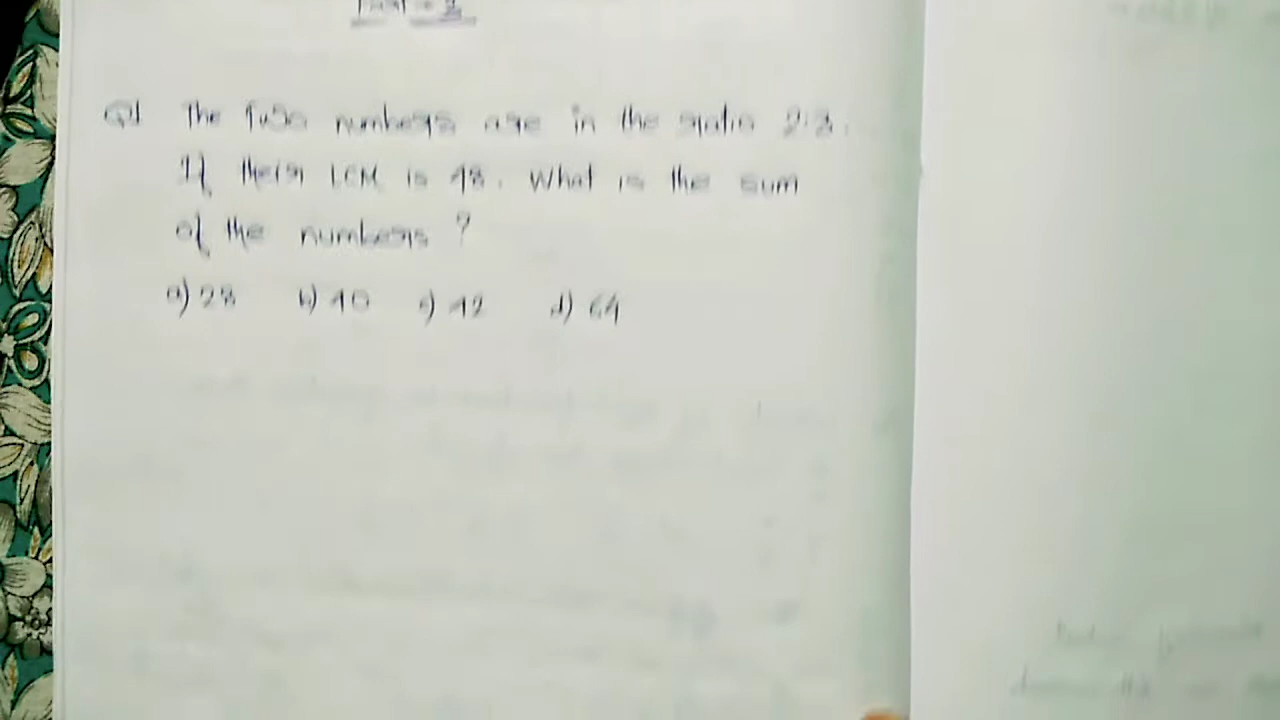 Q1 The two numbers are in the ratio 2:3.
If their LCM is 48. What is the sum
of the numbers ?
a) 28 b) 40 c) 42 d) 64